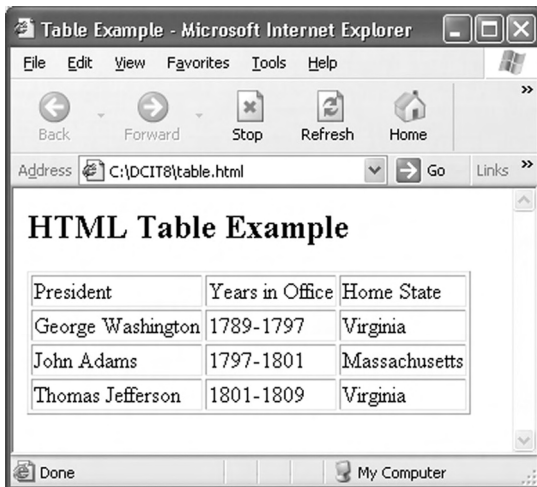 Table Example - Microsoft Internet Explorer
File Edit View Favorites Tools Help
Back Forward Stop Refresh Home »
Address C:\DCIT8\table.html Go Links »
HTML Table Example
President Years in Office Home State
George Washington 1789-1797 Virginia
John Adams 1797-1801 Massachusetts
Thomas Jefferson 1801-1809 Virginia
Done My Computer